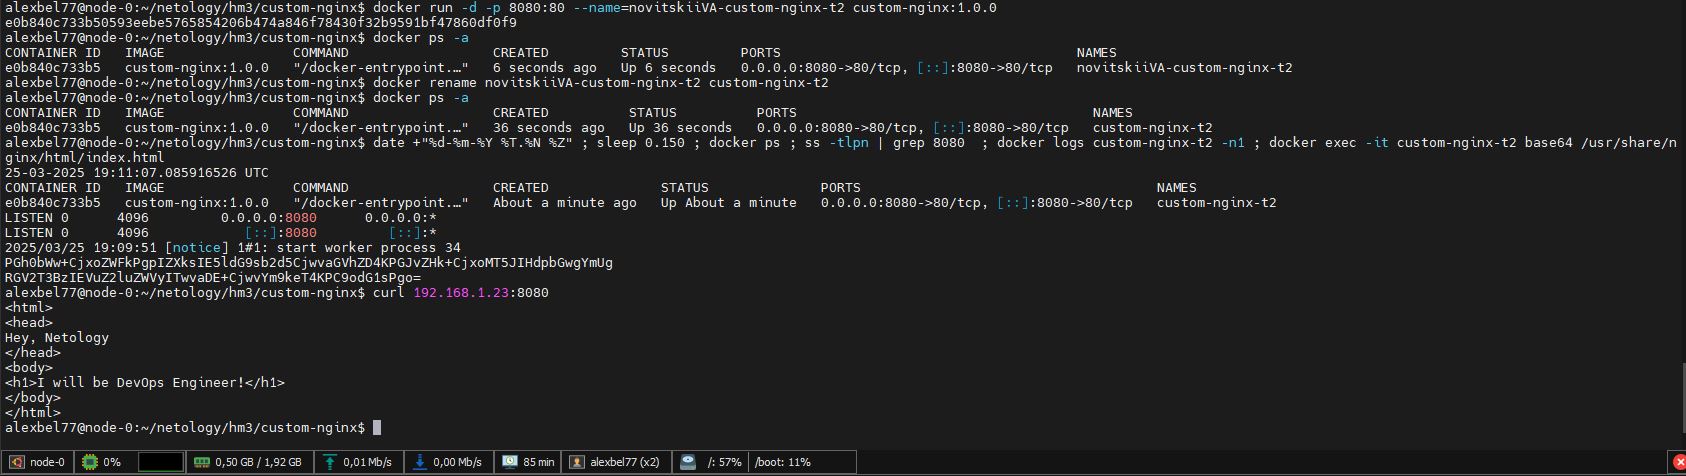 alexbel77@node-0:~/netology/hm3/custom-nginx$ docker run -d -p 8080:80 --name=novitskiiVA-custom-nginx-t2 custom-nginx:1.0.0
e0b840c733b50593eebe5765854206b474a846f78430f32b9591bf47860df0f9
alexbel77@node-0:~/netology/hm3/custom-nginx$ docker ps -a
CONTAINER ID   IMAGE                COMMAND                  CREATED         STATUS         PORTS                                     NAMES
e0b840c733b5   custom-nginx:1.0.0   "/docker-entrypoint.…"   6 seconds ago   Up 6 seconds   0.0.0.0:8080->80/tcp, [::]:8080->80/tcp   novitskiiVA-custom-nginx-t2
alexbel77@node-0:~/netology/hm3/custom-nginx$ docker rename novitskiiVA-custom-nginx-t2 custom-nginx-t2
alexbel77@node-0:~/netology/hm3/custom-nginx$ docker ps -a
CONTAINER ID   IMAGE                COMMAND                  CREATED          STATUS          PORTS                                     NAMES
e0b840c733b5   custom-nginx:1.0.0   "/docker-entrypoint.…"   36 seconds ago   Up 36 seconds   0.0.0.0:8080->80/tcp, [::]:8080->80/tcp   custom-nginx-t2
alexbel77@node-0:~/netology/hm3/custom-nginx$ date +"%d-%m-%Y %T.%N %Z" ; sleep 0.150 ; docker ps ; ss -tlpn | grep 8080  ; docker logs custom-nginx-t2 -n1 ; docker exec -it custom-nginx-t2 base64 /usr/share/n
ginx/html/index.html
25-03-2025 19:11:07.085916526 UTC
CONTAINER ID   IMAGE                COMMAND                  CREATED              STATUS              PORTS                                     NAMES
e0b840c733b5   custom-nginx:1.0.0   "/docker-entrypoint.…"   About a minute ago   Up About a minute   0.0.0.0:8080->80/tcp, [::]:8080->80/tcp   custom-nginx-t2
LISTEN 0      4096         0.0.0.0:8080      0.0.0.0:*
LISTEN 0      4096            [::]:8080         [::]:*
2025/03/25 19:09:51 [notice] 1#1: start worker process 34
PGh0bWw+CjxoZWFkPgpIZXksIE5ldG9sb2d5CjwvaGVhZD4KPGJvZHk+CjxoMT5JIHdpbGwgYmUg
RGV2T3BzIEVuZ2luZWVyITwvaDE+CjwvYm9keT4KPC9odG1sPgo=
alexbel77@node-0:~/netology/hm3/custom-nginx$ curl 192.168.1.23:8080
<html>
<head>
Hey, Netology
</head>
<body>
<h1>I will be DevOps Engineer!</h1>
</body>
</html>
alexbel77@node-0:~/netology/hm3/custom-nginx$
node-0 0% 0,50 GB / 1,92 GB 0,01 Mb/s 0,00 Mb/s 85 min alexbel77 (x2) /: 57% /boot: 11%